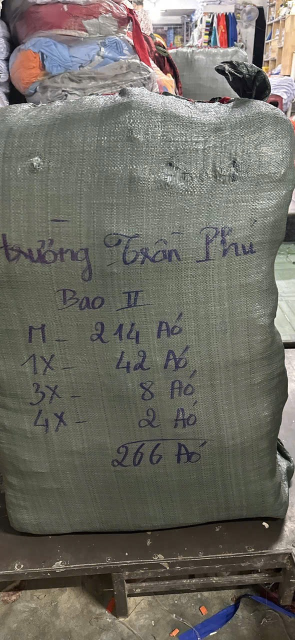 trường Trần Phú
Bao II
M - 214 Áo
1X - 42 Áo
3X - 8 Áo
4X - 2 Áo
266 Áo